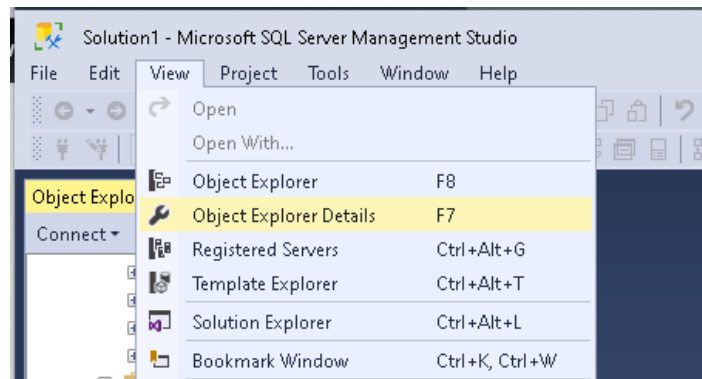 Solution1 - Microsoft SQL Server Management Studio
File Edit View Project Tools Window Help
Open
Open With...
Object Explorer F8
Object Explo
Object Explorer Details F7
Connect
Registered Servers Ctrl+Alt+G
Template Explorer Ctrl+Alt+T
Solution Explorer Ctrl+Alt+L
Bookmark Window Ctrl+K, Ctrl+W